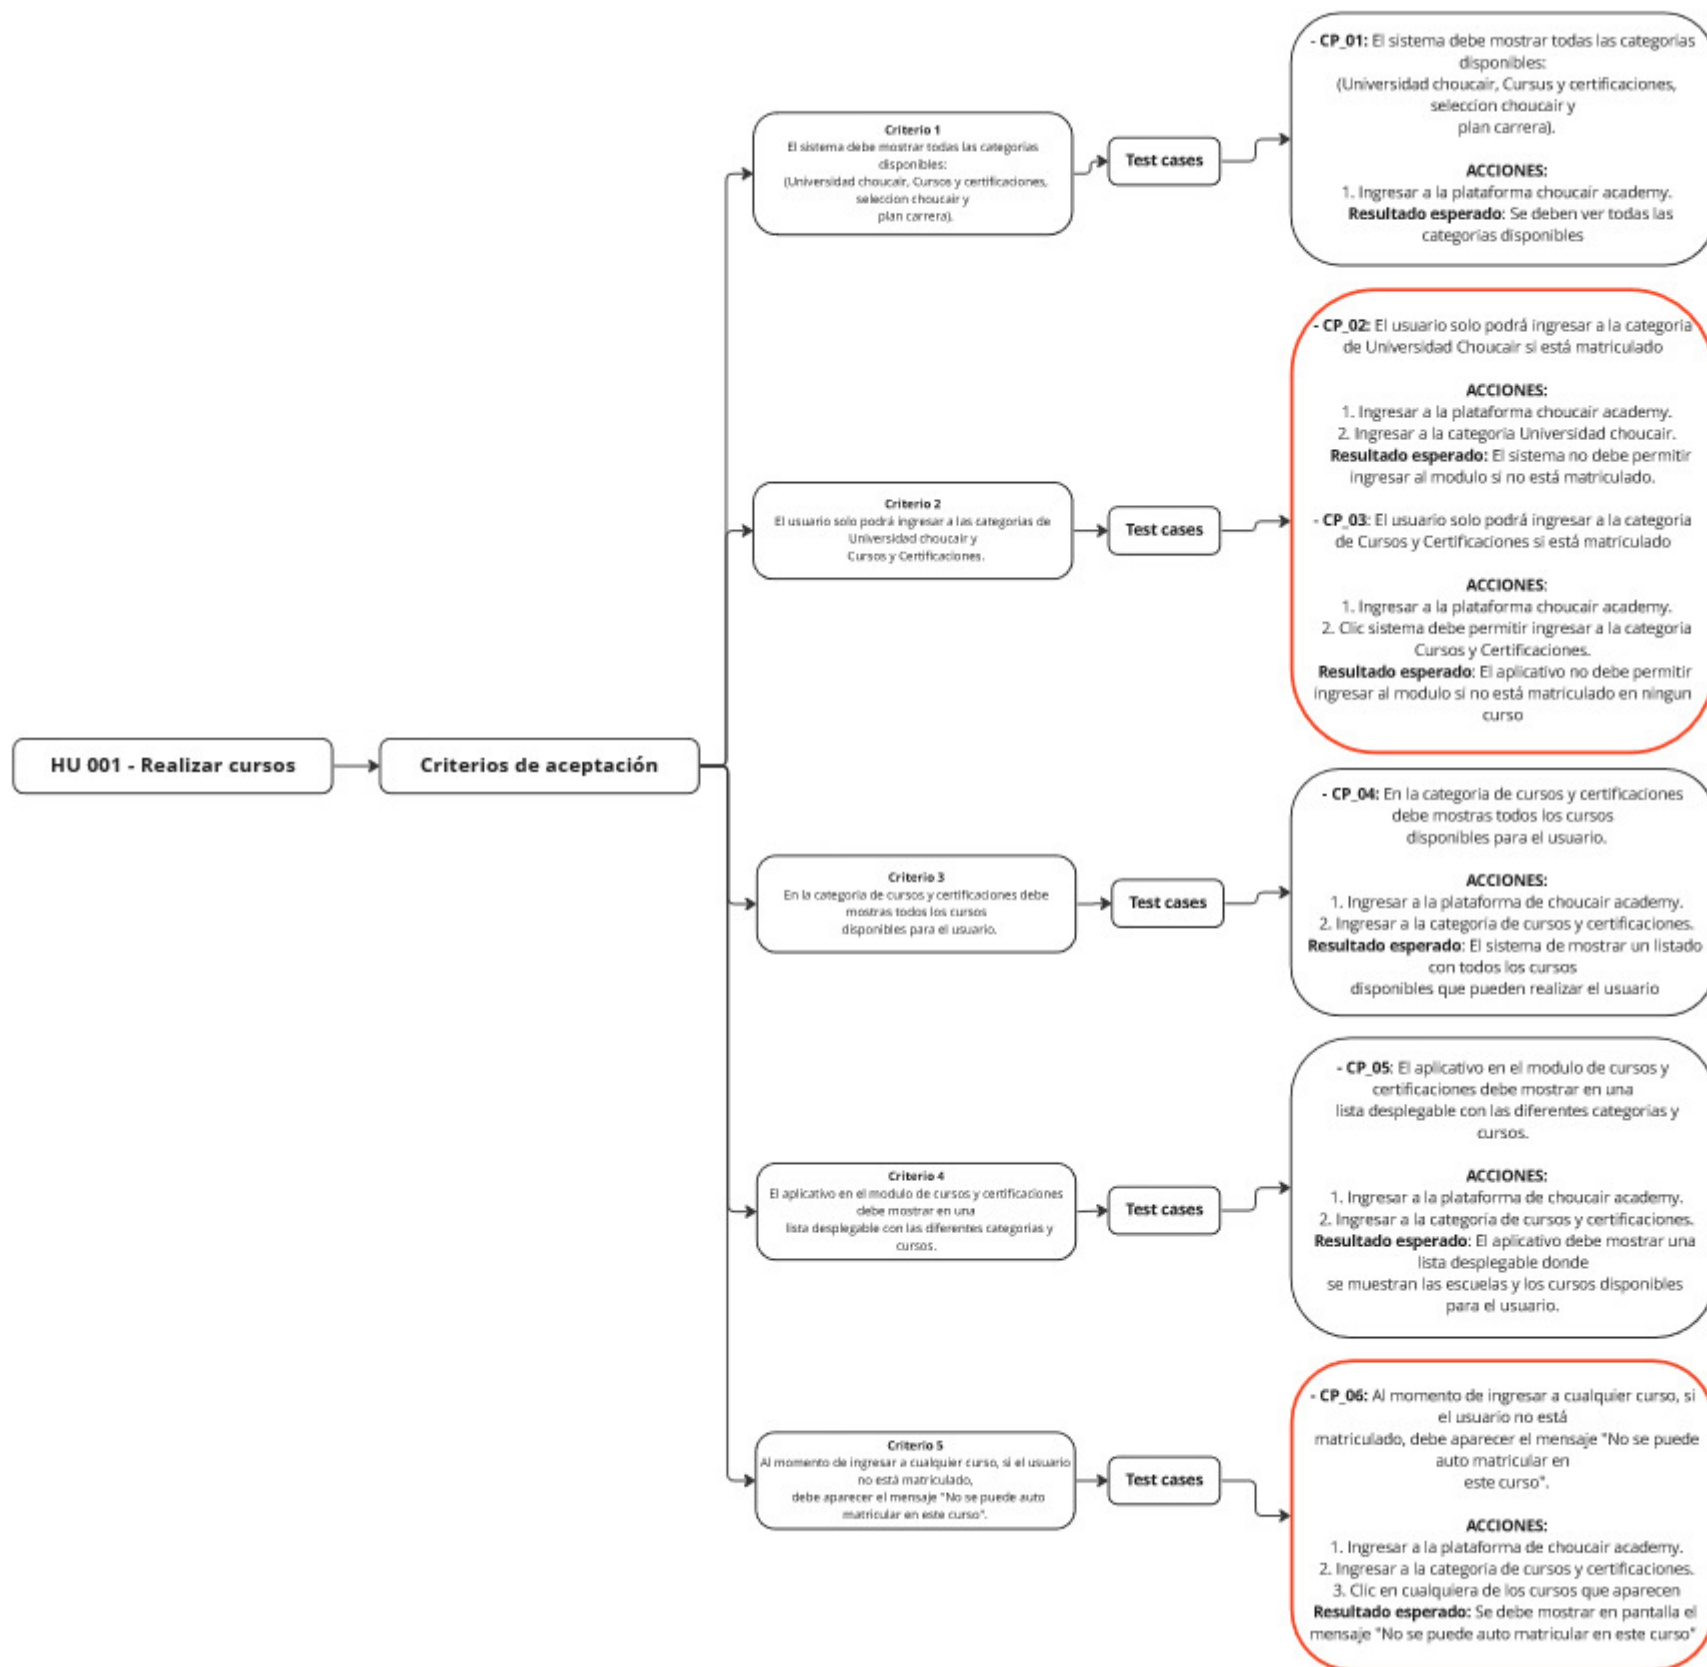 HU 001 - Realizar cursos
Criterios de aceptación
Criterio 1
El sistema debe mostrar todas las categorias
disponibles:
(Universidad choucair, Cursos y certificaciones,
seleccion choucair y
plan carrera).
Test cases
- CP_01: El sistema debe mostrar todas las categorias
disponibles:
(Universidad choucair, Cursus y certificaciones,
seleccion choucair y
plan carrera).
ACCIONES:
1. Ingresar a la plataforma choucair academy.
Resultado esperado: Se deben ver todas las
categorias disponibles
Criterio 2
El usuario solo podrá ingresar a las categorias de
Universidad choucair y
Cursos y Certificaciones.
Test cases
- CP_02: El usuario solo podrá ingresar a la categoria
de Universidad Choucair si está matriculado
ACCIONES:
1. Ingresar a la plataforma choucair academy.
2. Ingresar a la categoria Universidad choucair.
Resultado esperado: El sistema no debe permitir
ingresar al modulo si no está matriculado.
- CP_03: El usuario solo podrá ingresar a la categoria
de Cursos y Certificaciones si está matriculado
ACCIONES:
1. Ingresar a la plataforma choucair academy.
2. Clic sistema debe permitir ingresar a la categoria
Cursos y Certificaciones.
Resultado esperado: El aplicativo no debe permitir
ingresar al modulo si no está matriculado en ningun
curso
Criterio 3
En la categoria de cursos y certificaciones debe
mostras todos los cursos
disponibles para el usuario.
Test cases
- CP_04: En la categoria de cursos y certificaciones
debe mostras todos los cursos
disponibles para el usuario.
ACCIONES:
1. Ingresar a la plataforma de choucair academy.
2. Ingresar a la categoria de cursos y certificaciones.
Resultado esperado: El sistema de mostrar un listado
con todos los cursos
disponibles que pueden realizar el usuario
Criterio 4
El aplicativo en el modulo de cursos y certificaciones
debe mostrar en una
lista desplegable con las diferentes categorias y
cursos.
Test cases
- CP_05: El aplicativo en el modulo de cursos y
certificaciones debe mostrar en una
lista desplegable con las diferentes categorias y
cursos.
ACCIONES:
1. Ingresar a la plataforma de choucair academy.
2. Ingresar a la categoria de cursos y certificaciones.
Resultado esperado: El aplicativo debe mostrar una
lista desplegable donde
se muestran las escuelas y los cursos disponibles
para el usuario.
Criterio 5
Al momento de ingresar a cualquier curso, si el usuario
no está matriculado,
debe aparecer el mensaje "No se puede auto
matricular en este curso".
Test cases
- CP_06: Al momento de ingresar a cualquier curso, si
el usuario no está
matriculado, debe aparecer el mensaje "No se puede
auto matricular en
este curso".
ACCIONES:
1. Ingresar a la plataforma de choucair academy.
2. Ingresar a la categoria de cursos y certificaciones.
3. Clic en cualquiera de los cursos que aparecen
Resultado esperado: Se debe mostrar en pantalla el
mensaje "No se puede auto matricular en este curso"